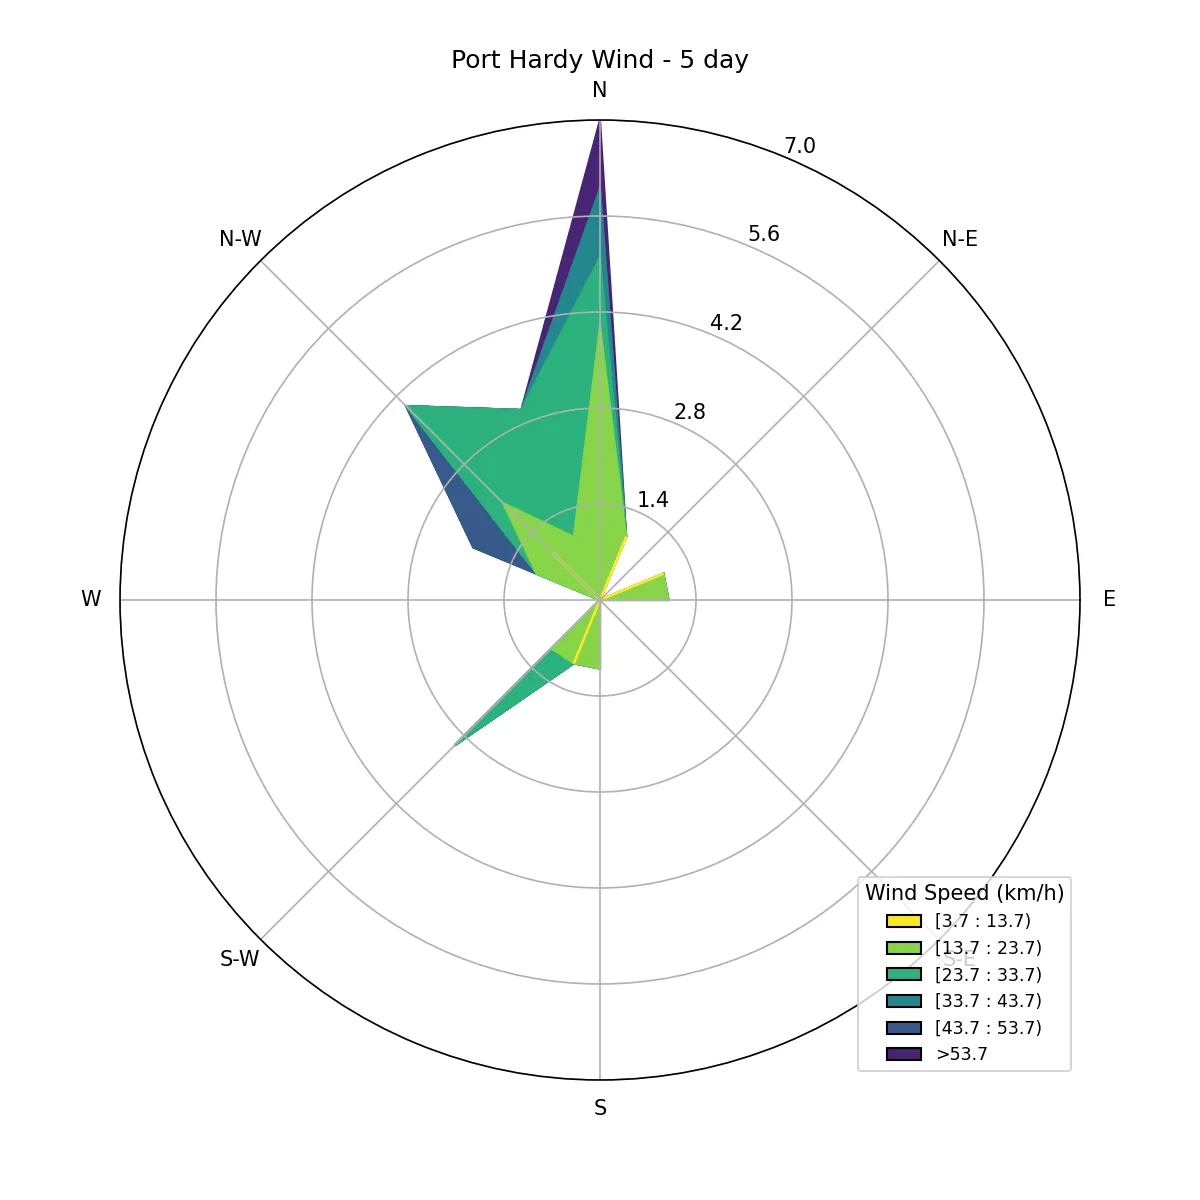 Port Hardy Wind - 5 day
N
7.0
N-W
N-E
5.6
4.2
2.8
1.4
W
E
Wind Speed (km/h)
[3.7 : 13.7)
[13.7 : 23.7)
S-W
S-E
[23.7 : 33.7)
[33.7 : 43.7)
[43.7 : 53.7)
>53.7
S